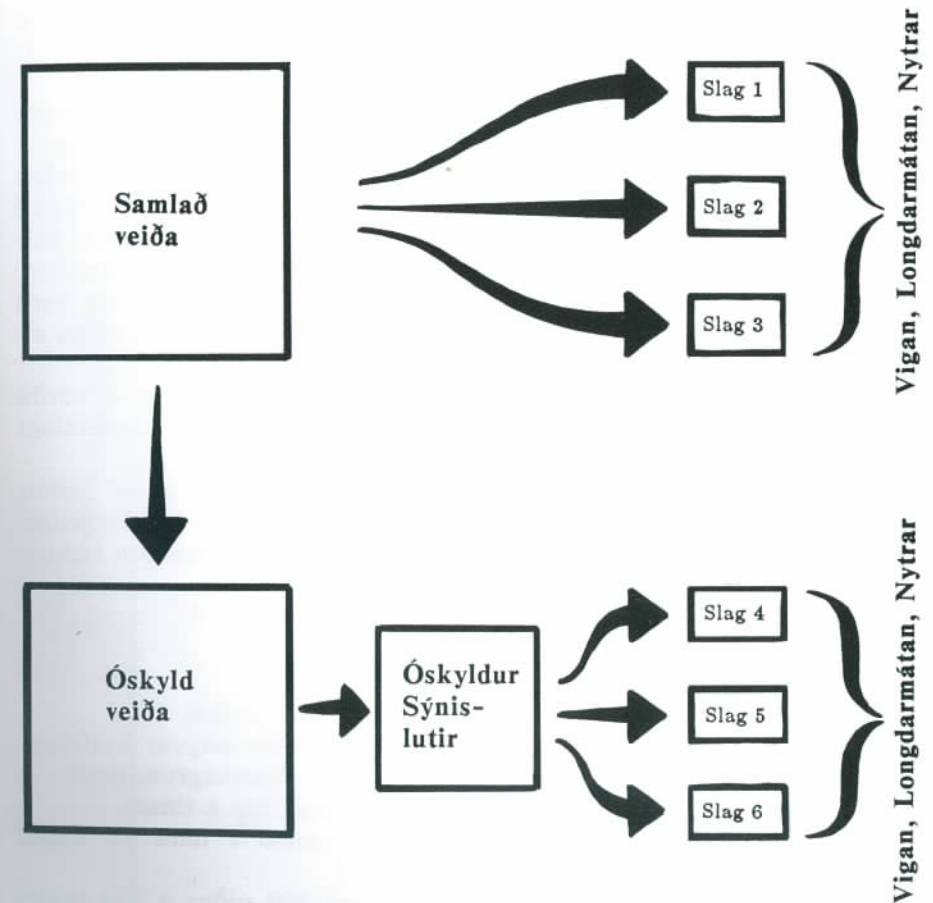 Samlað
veiða
Slag 1
Slag 2
Slag 3
Vigan, Longdarmátan, Nytrar
Óskyld
veiða
Óskyldur
Sýnis-
lutir
Slag 4
Slag 5
Slag 6
Vigan, Longdarmátan, Nytrar